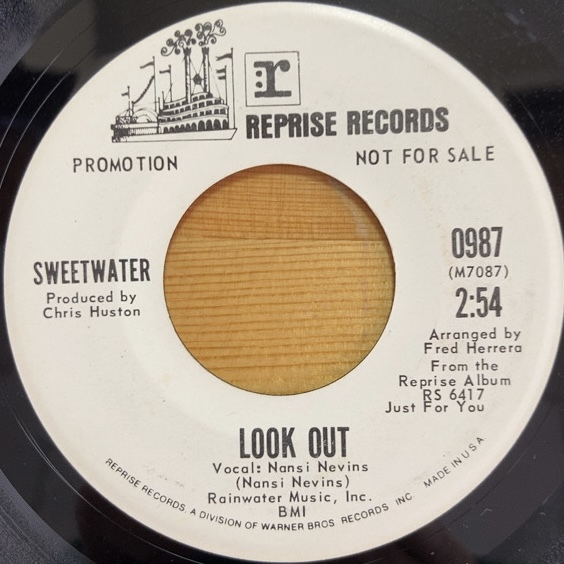 r
REPRISE RECORDS
PROMOTION
NOT FOR SALE
SWEETWATER
Produced by
Chris Huston
0987
(M7087)
2:54
Arranged by
Fred Herrera
From the
Reprise Album
RS 6417
Just For You
LOOK OUT
Vocal: Nansi Nevins
(Nansi Nevins)
Rainwater Music, Inc.
BMI
REPRISE RECORDS, A DIVISION OF WARNER BROS. RECORDS INC MADE IN U S A